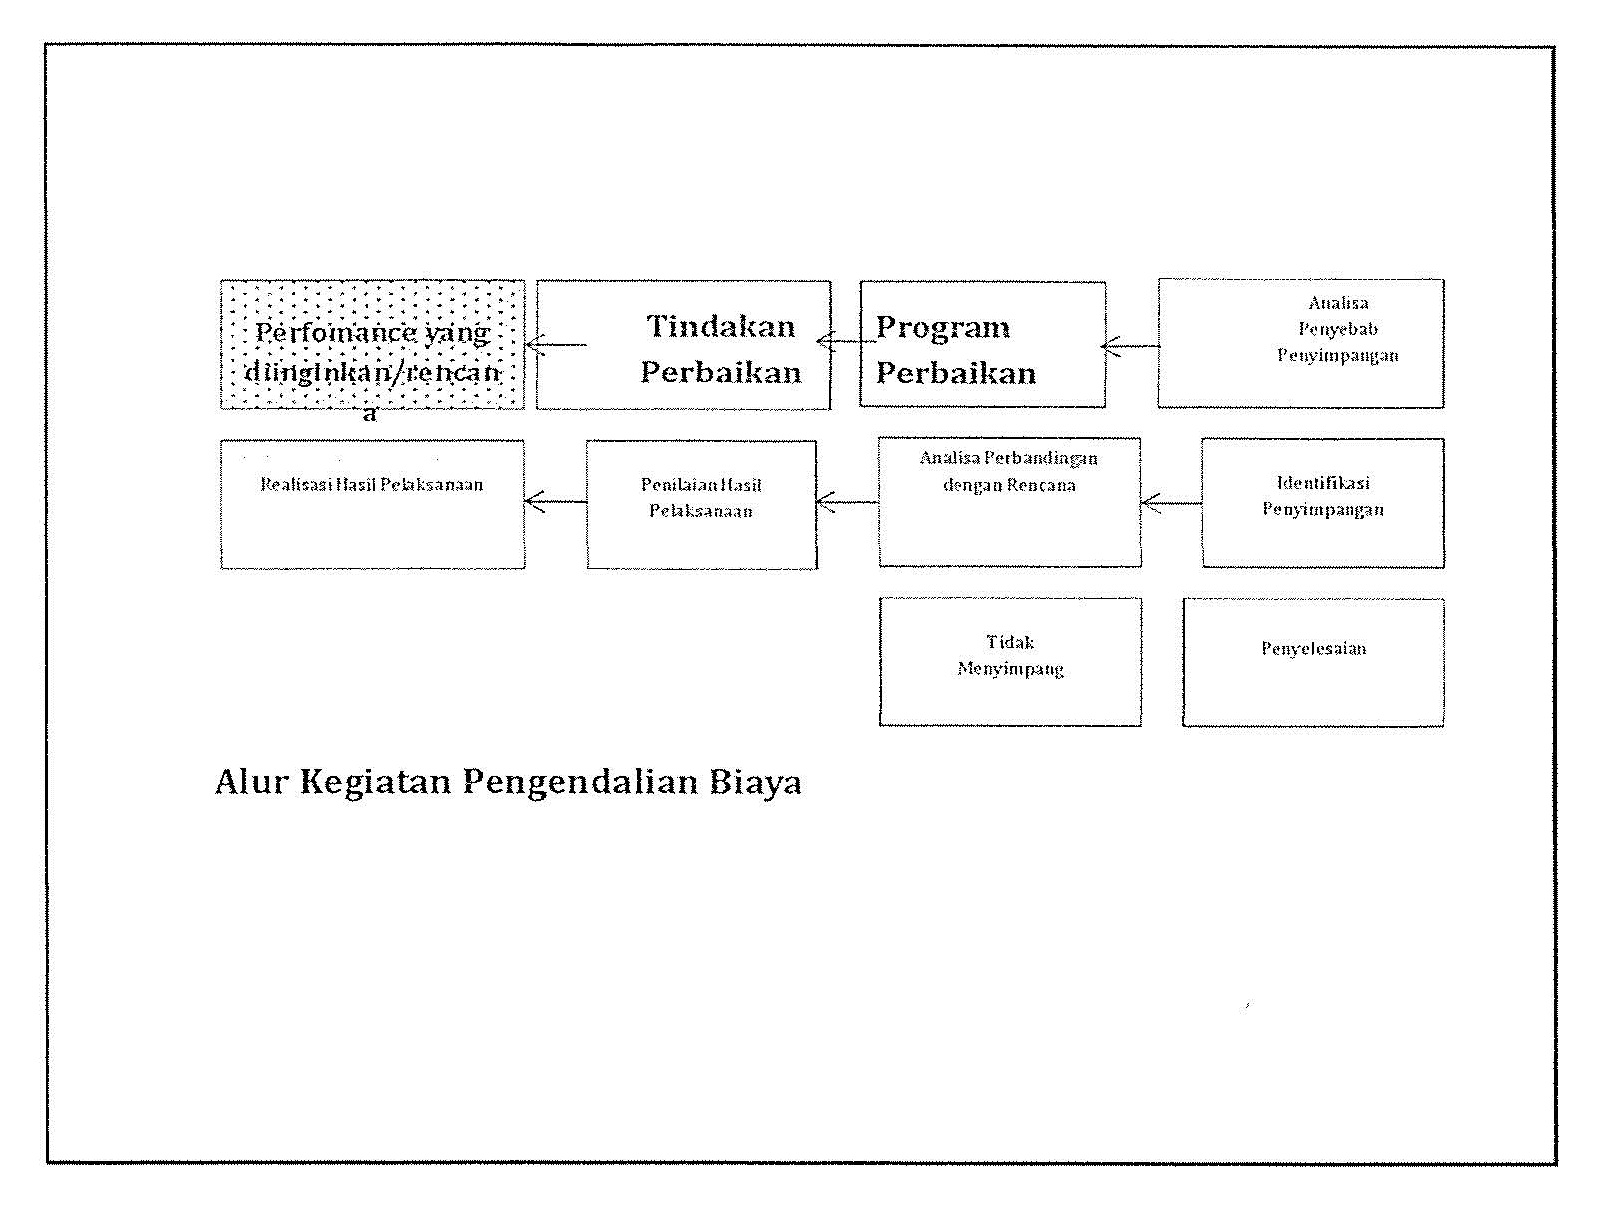 Perfomance yang
diinginkan/rencan
a
Tindakan
Perbaikan
Program
Perbaikan
Analisa
Penyebab
Penyimpangan
Realisasi Hasil Pelaksanaan
Penilaian Hasil
Pelaksanaan
Analisa Perbandingan
dengan Rencana
Identifikasi
Penyimpangan
Tidak
Menyimpang
Penyelesaian
Alur Kegiatan Pengendalian Biaya